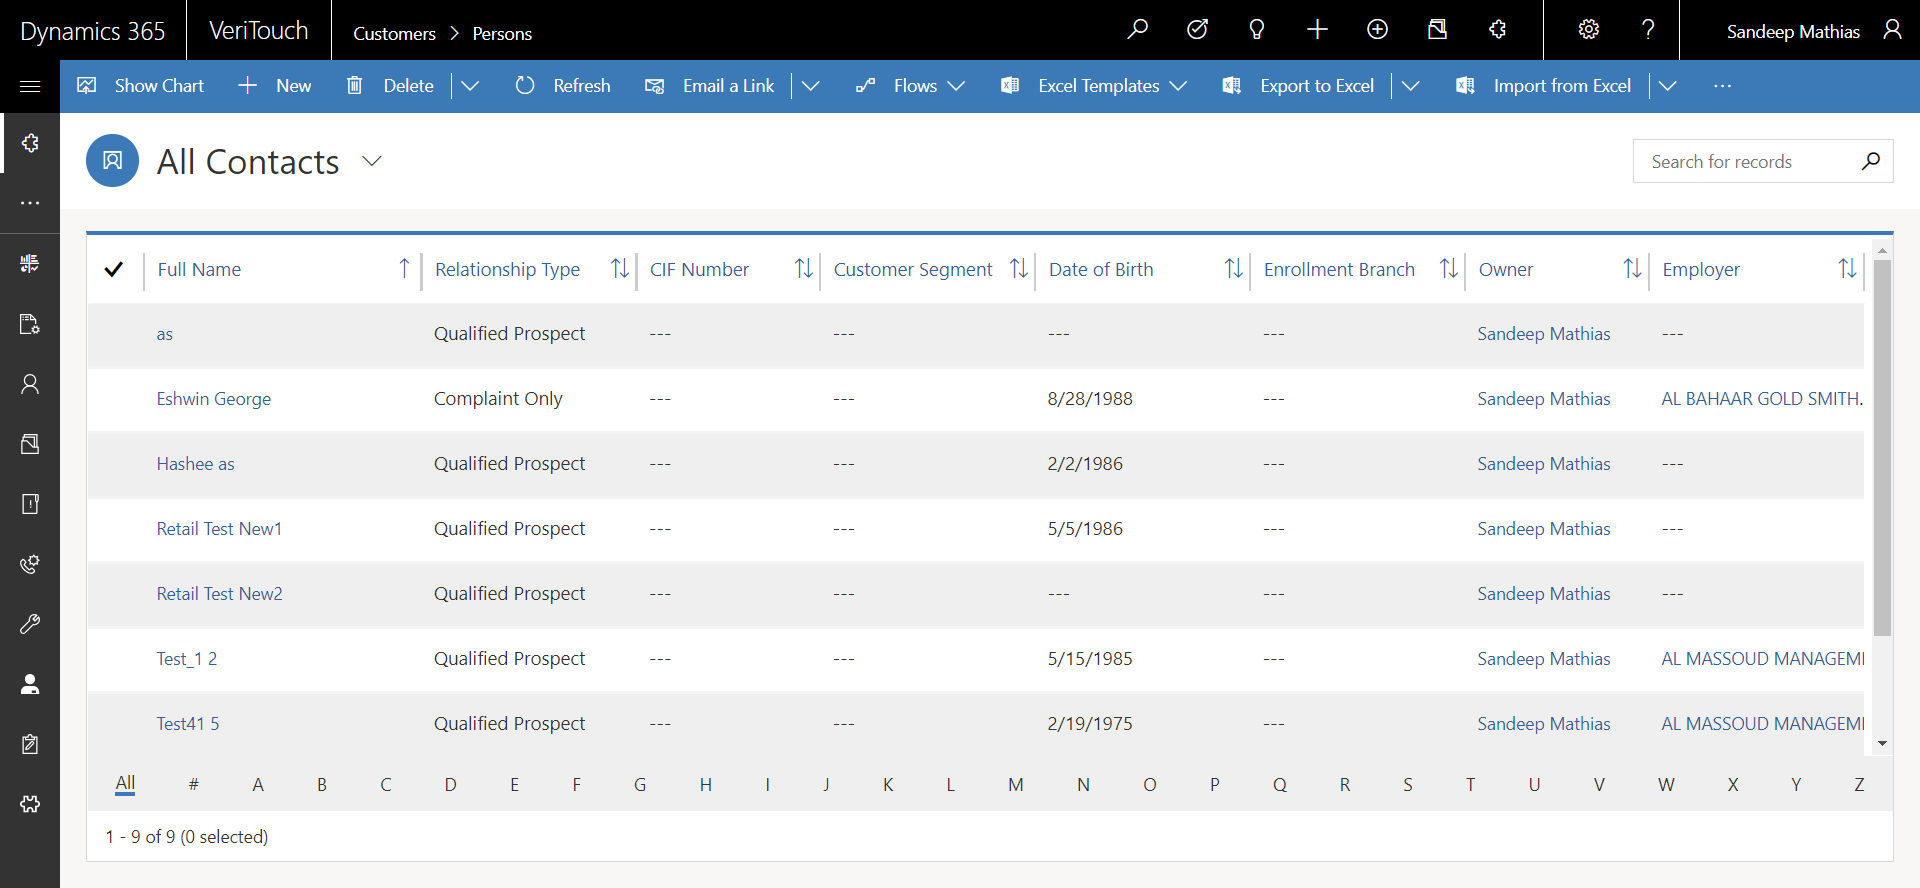 Dynamics 365 VeriTouch Customers > Persons Sandeep Mathias
Show Chart New Delete Refresh Email a Link Flows Excel Templates Export to Excel Import from Excel
All Contacts Search for records
Full Name Relationship Type CIF Number Customer Segment Date of Birth Enrollment Branch Owner Employer
as Qualified Prospect --- --- --- --- Sandeep Mathias ---
Eshwin George Complaint Only --- --- 8/28/1988 --- Sandeep Mathias AL BAHAAR GOLD SMITH.
Hashee as Qualified Prospect --- --- 2/2/1986 --- Sandeep Mathias ---
Retail Test New1 Qualified Prospect --- --- 5/5/1986 --- Sandeep Mathias ---
Retail Test New2 Qualified Prospect --- --- --- --- Sandeep Mathias ---
Test_1 2 Qualified Prospect --- --- 5/15/1985 --- Sandeep Mathias AL MASSOUD MANAGEM
Test41 5 Qualified Prospect --- --- 2/19/1975 --- Sandeep Mathias AL MASSOUD MANAGEM
All # A B C D E F G H I J K L M N O P Q R S T U V W X Y Z
1 - 9 of 9 (0 selected)